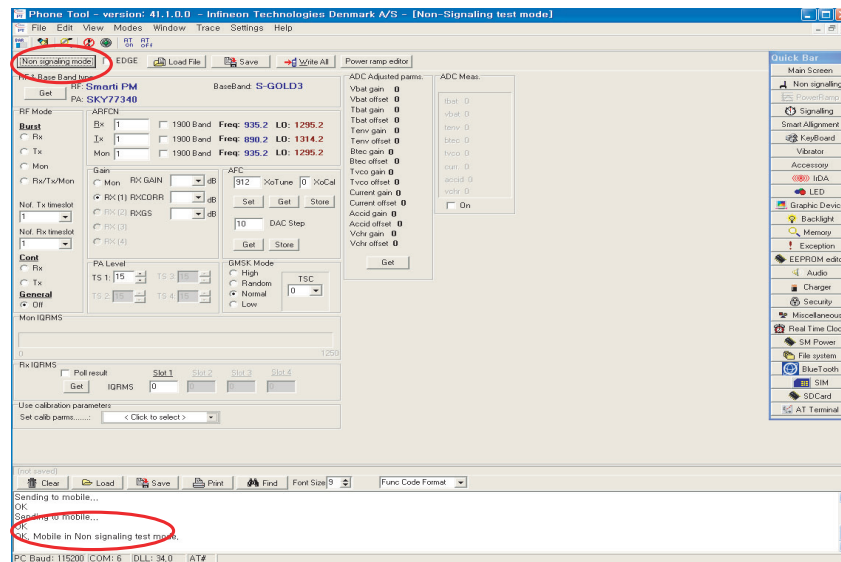 Phone Tool - version: 41.1.0.0 - Infineon Technologies Denmark A/S - [Non-Signaling test mode]
File Edit View Modes Window Trace Settings Help
AT on AT off
Non signaling mode EDGE Load File Save Write All Power ramp editor
RF & Base Band type
Get RF: Smarti PM BaseBand: S-GOLD3
PA: SKY77340
RF Mode
Burst
Rx
Tx
Mon
Rx/Tx/Mon
Nof. Tx timeslot
1
Nof. Rx timeslot
1
Cont
Rx
Tx
General
Off
ARFCN
Rx 1 1900 Band Freq: 935.2 LO: 1295.2
Tx 1 1900 Band Freq: 890.2 LO: 1314.2
Mon 1 1900 Band Freq: 935.2 LO: 1295.2
Gain
Mon RX GAIN dB
RX (1) RXCORR dB
RX (2) RXGS dB
RX (3)
RX (4)
AFC
912 XoTune 0 XoCal
Set Get Store
10 DAC Step
Get Store
PA Level
TS 1: 15 TS 3: 15
TS 2: 15 TS 4: 15
GMSK Mode
High
Random
Normal
Low
TSC
0
Mon IQRMS
0 1250
Rx IQRMS
Poll result Slot 1 Slot 2 Slot 3 Slot 4
Get IQRMS 0 0 0 0
Use calibration parameters
Set calib parms......: < Click to select >
ADC Adjusted parms.
Vbat gain 0
Vbat offset 0
Tbat gain 0
Tbat offset 0
Tenv gain 0
Tenv offset 0
Btec gain 0
Btec offset 0
Tvco gain 0
Tvco offset 0
Current gain 0
Current offset 0
Accid gain 0
Accid offset 0
Vchr gain 0
Vchr offset 0
Get
ADC Meas.
tbat 0
vbat 0
tenv 0
btec 0
tvco 0
curr 0
accid 0
vchr 0
On
Quick Bar
Main Screen
Non signalling
PowerRamp
Signalling
Smart Allignment
KeyBoard
Vibrator
Accessory
IrDA
LED
Graphic Devic
Backlight
Memory
Exception
EEPROM edito
Audio
Charger
Security
Miscellaneous
Real Time Cloc
SM Power
File system
BlueTooth
SIM
SDCard
AT Terminal
(not saved)
Clear Load Save Print Find Font Size 9 Func Code Format
Sending to mobile...
OK
Sending to mobile...
OK
OK, Mobile in Non signaling test mode,
PC Baud: 115200 COM: 6 DLL: 34.0 AT#